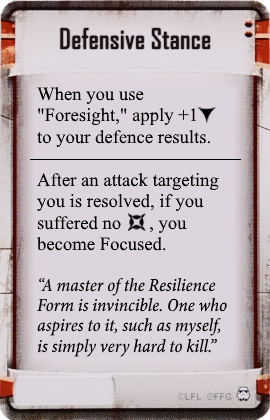 Defensive Stance
When you use
"Foresight," apply +1
to your defence results.
After an attack targeting
you is resolved, if you
suffered no , you
become Focused.
“A master of the Resilience
Form is invincible. One who
aspires to it, such as myself,
is simply very hard to kill.”
©LFL ©FFG